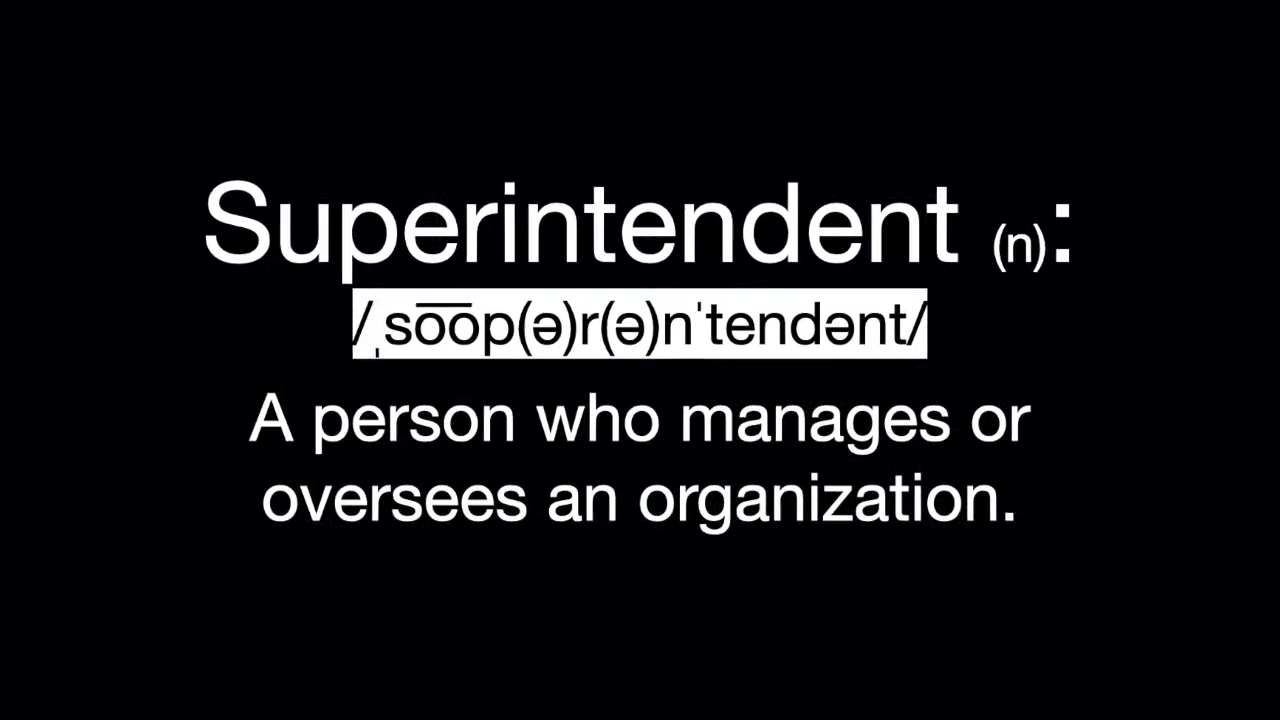 Superintendent (n):
/ˌso͞op(ə)r(ə)nˈtendənt/
A person who manages or
oversees an organization.